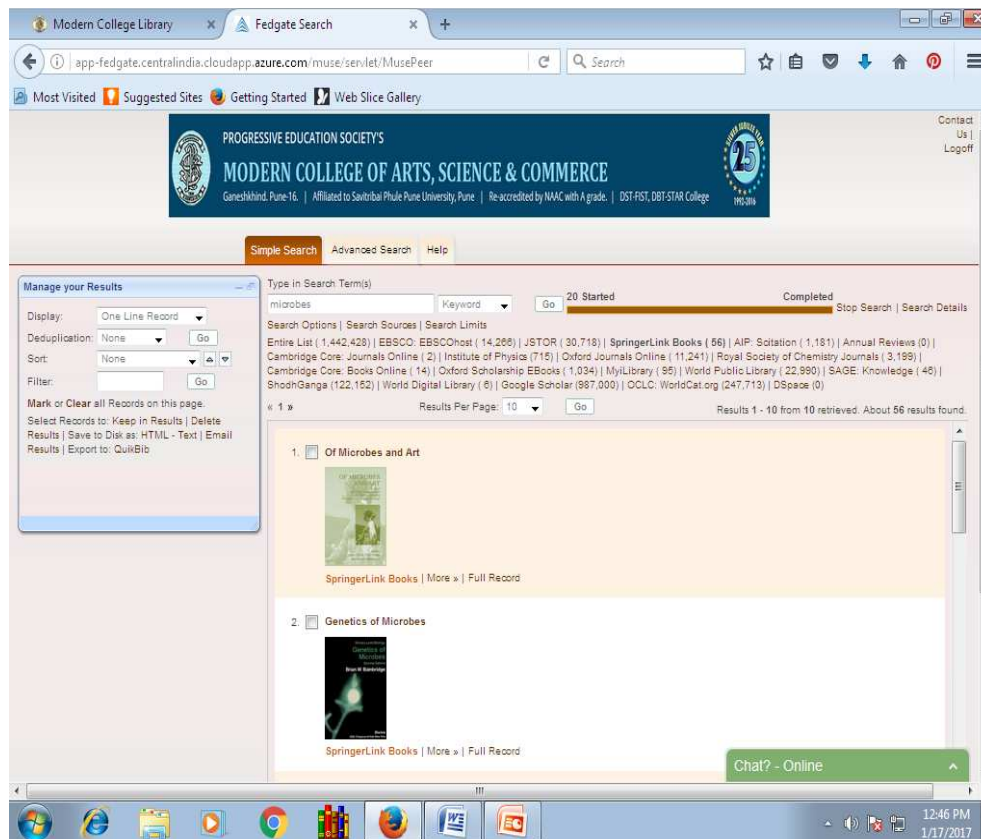 Modern College Library
Fedgate Search
app-fedgate.centralindia.cloudapp.azure.com/muse/servlet/MusePeer
Search
Most Visited Suggested Sites Getting Started Web Slice Gallery
Contact
Us |
Logoff
PROGRESSIVE EDUCATION SOCIETY'S
MODERN COLLEGE OF ARTS, SCIENCE & COMMERCE
Ganeshkhind. Pune-16. | Affiliated to Savitribai Phule Pune University, Pune | Re-accredited by NAAC with A grade. | DST-FIST, DBT-STAR College
25
1992-2016
Simple Search Advanced Search Help
Manage your Results
Display: One Line Record
Deduplication: None Go
Sort: None
Filter: Go
Mark or Clear all Records on this page.
Select Records to: Keep in Results | Delete
Results | Save to Disk as: HTML - Text | Email
Results | Export to: QuikBib
Type in Search Term(s)
microbes Keyword Go
20 Started Completed
Stop Search | Search Details
Search Options | Search Sources | Search Limits
Entire List ( 1,442,428) | EBSCO: EBSCOhost ( 14,266) | JSTOR ( 30,718) | SpringerLink Books ( 56) | AIP: Scitation ( 1,181) | Annual Reviews (0) |
Cambridge Core: Journals Online ( 2) | Institute of Physics (715) | Oxford Journals Online ( 11,241) | Royal Society of Chemistry Journals ( 3,199) |
Cambridge Core: Books Online ( 14) | Oxford Scholarship EBooks ( 1,034) | MyiLibrary ( 95) | World Public Library ( 22,990) | SAGE: Knowledge ( 46) |
ShodhGanga (122,152) | World Digital Library ( 6) | Google Scholar (987,000) | OCLC: WorldCat.org (247,713) | DSpace (0)
« 1 » Results Per Page: 10 Go Results 1 - 10 from 10 retrieved. About 56 results found.
1. Of Microbes and Art
OF MICROBES
AND ART
SpringerLink Books | More » | Full Record
2. Genetics of Microbes
Genetics of
Microbes
SpringerLink Books | More » | Full Record
Chat? - Online
12:46 PM
1/17/2017